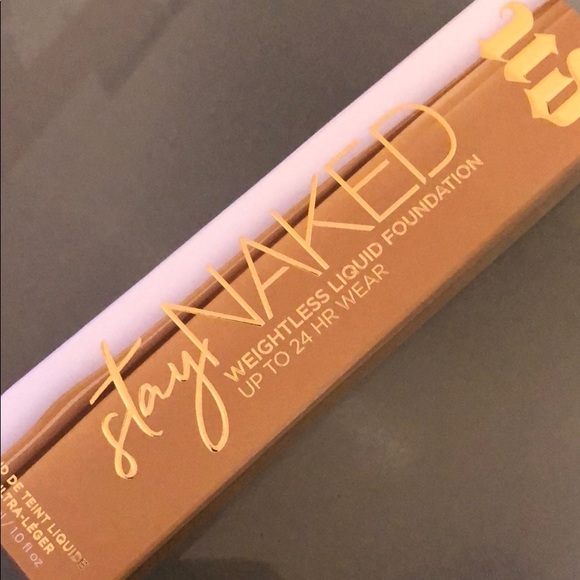 UD
stay NAKED
WEIGHTLESS LIQUID FOUNDATION
UP TO 24 HR WEAR
DE TEINT LIQUIDE
ULTRA-LÉGER
/ 1.0 fl oz